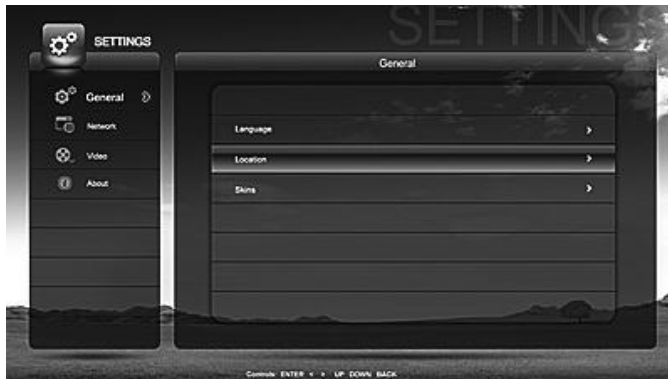 SETTINGS
SETTINGS
General
General
Network
Video
About
Language
Location
Skins
Controls: ENTER < > UP DOWN BACK